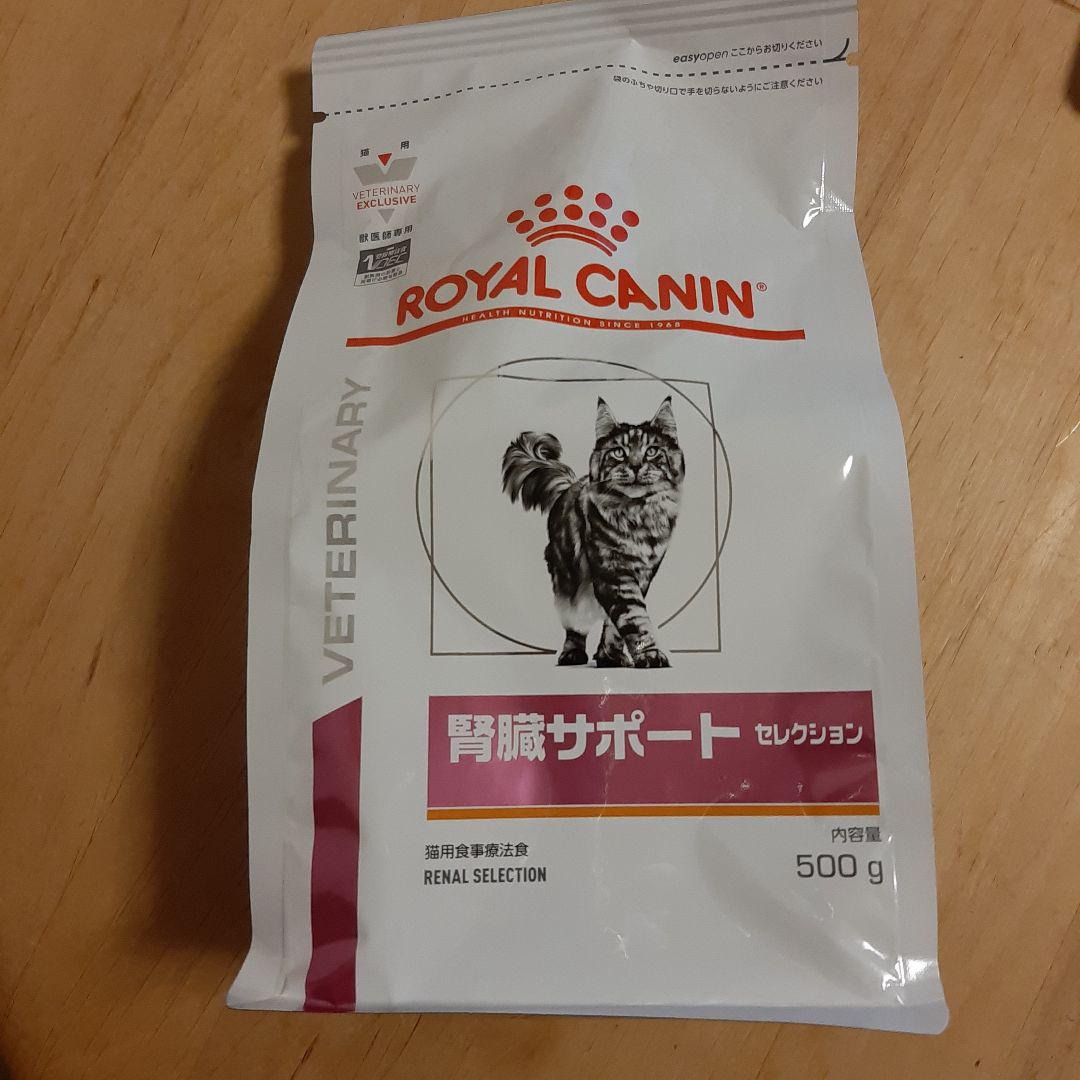 easyopen ここからお切りください
袋のふちや切り口で手を切らないようにご注意ください
猫 用
VETERINARY
EXCLUSIVE
獣医師専用
ROYAL CANIN®
HEALTH NUTRITION SINCE 1968
VETERINARY
腎臓サポート セレクション
猫用食事療法食
RENAL SELECTION
内容量
500 g